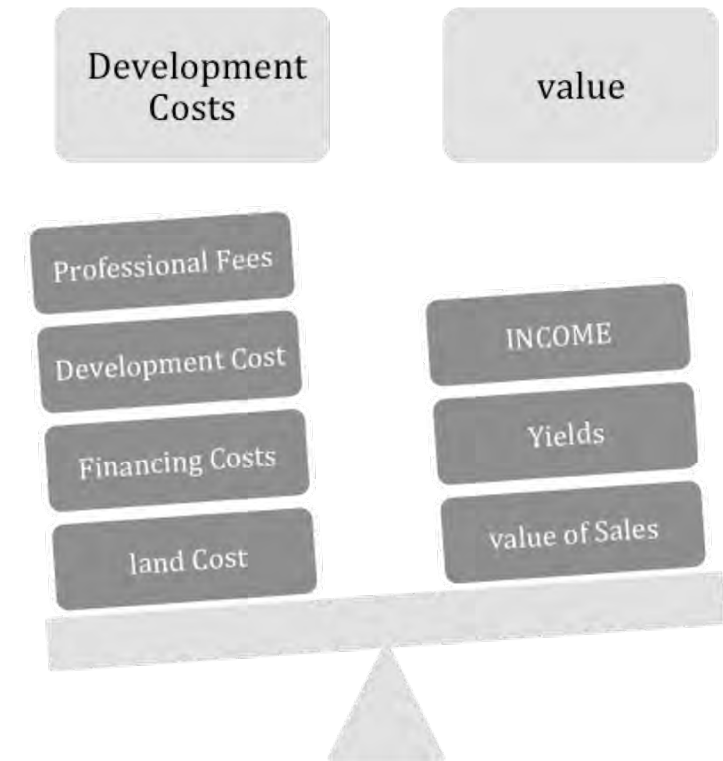 Development
Costs
value
Professional Fees
Development Cost
Financing Costs
land Cost
INCOME
Yields
value of Sales